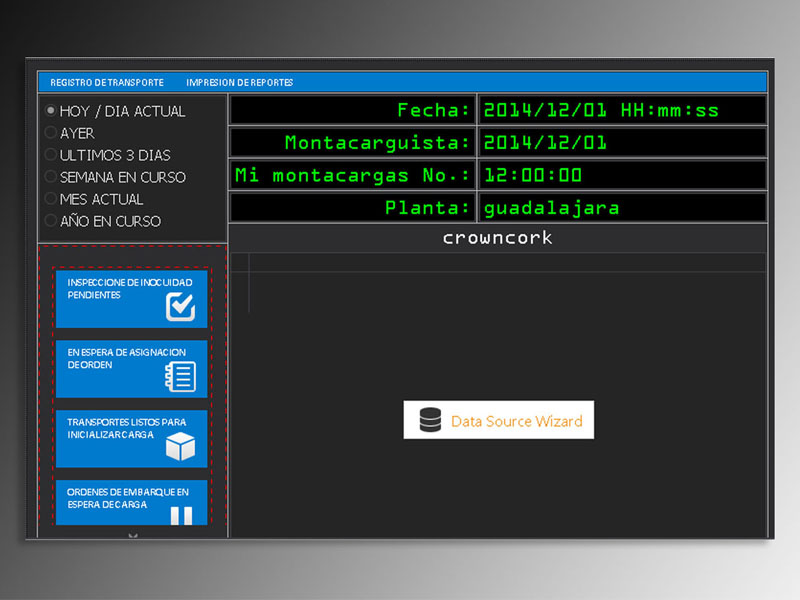 REGISTRO DE TRANSPORTE IMPRESION DE REPORTES
HOY / DIA ACTUAL
AYER
ULTIMOS 3 DIAS
SEMANA EN CURSO
MES ACTUAL
AÑO EN CURSO
Fecha: 2014/12/01 HH:mm:ss
Montacarguista: 2014/12/01
Mi montacargas No.: 12:00:00
Planta: guadalajara
crowncork
INSPECCIONE DE INOCUIDAD
PENDIENTES
EN ESPERA DE ASIGNACION
DE ORDEN
TRANSPORTES LISTOS PARA
INICIALIZAR CARGA
ORDENES DE EMBARQUE EN
ESPERA DE CARGA
Data Source Wizard